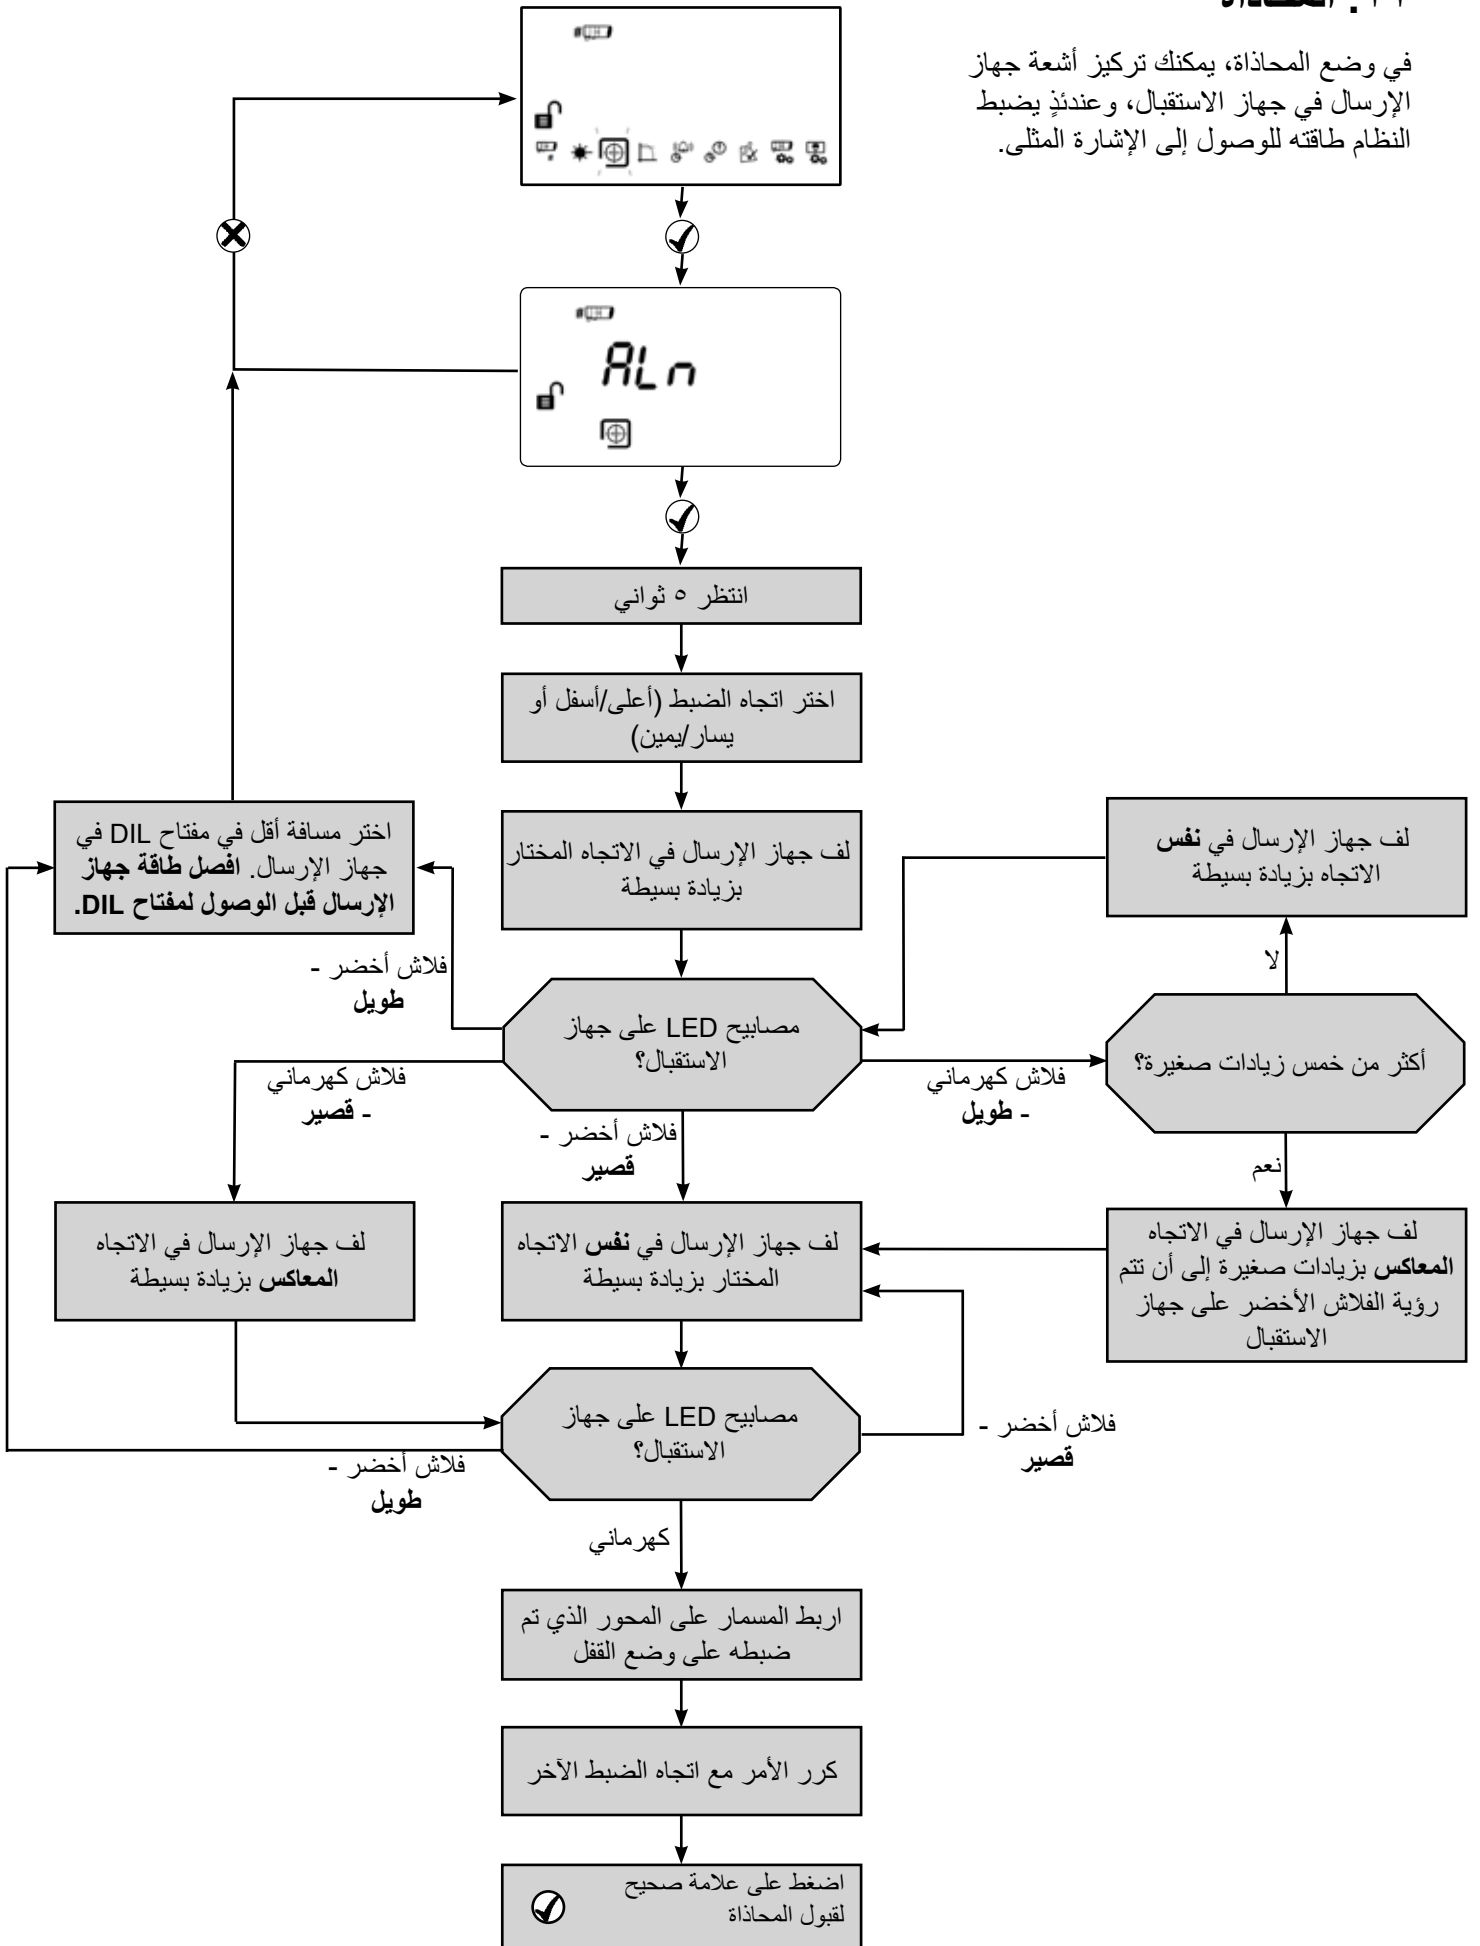 في وضع المحاذاة، يمكنك تركيز أشعة جهاز
الإرسال في جهاز الاستقبال، وعندئذٍ يضبط
النظام طاقته للوصول إلى الإشارة المثلى.
ALn
انتظر ٥ ثواني
اختر اتجاه الضبط (أعلى/أسفل أو
يسار/يمين)
لف جهاز الإرسال في الاتجاه المختار
بزيادة بسيطة
اختر مسافة أقل في مفتاح DIL في
جهاز الإرسال. افصل طاقة جهاز
الإرسال قبل الوصول لمفتاح DIL.
لف جهاز الإرسال في نفس
الاتجاه بزيادة بسيطة
لا
فلاش أخضر -
طويل
مصابيح LED على جهاز
الاستقبال؟
أكثر من خمس زيادات صغيرة؟
فلاش كهرماني
- طويل
فلاش كهرماني
- قصير
فلاش أخضر -
قصير
نعم
لف جهاز الإرسال في الاتجاه
المعاكس بزيادات صغيرة إلى أن تتم
رؤية الفلاش الأخضر على جهاز
الاستقبال
لف جهاز الإرسال في نفس الاتجاه
المختار بزيادة بسيطة
لف جهاز الإرسال في الاتجاه
المعاكس بزيادة بسيطة
مصابيح LED على جهاز
الاستقبال؟
فلاش أخضر -
قصير
فلاش أخضر -
طويل
كهرماني
اربط المسمار على المحور الذي تم
ضبطه على وضع القفل
كرر الأمر مع اتجاه الضبط الآخر
اضغط على علامة صحيح
لقبول المحاذاة